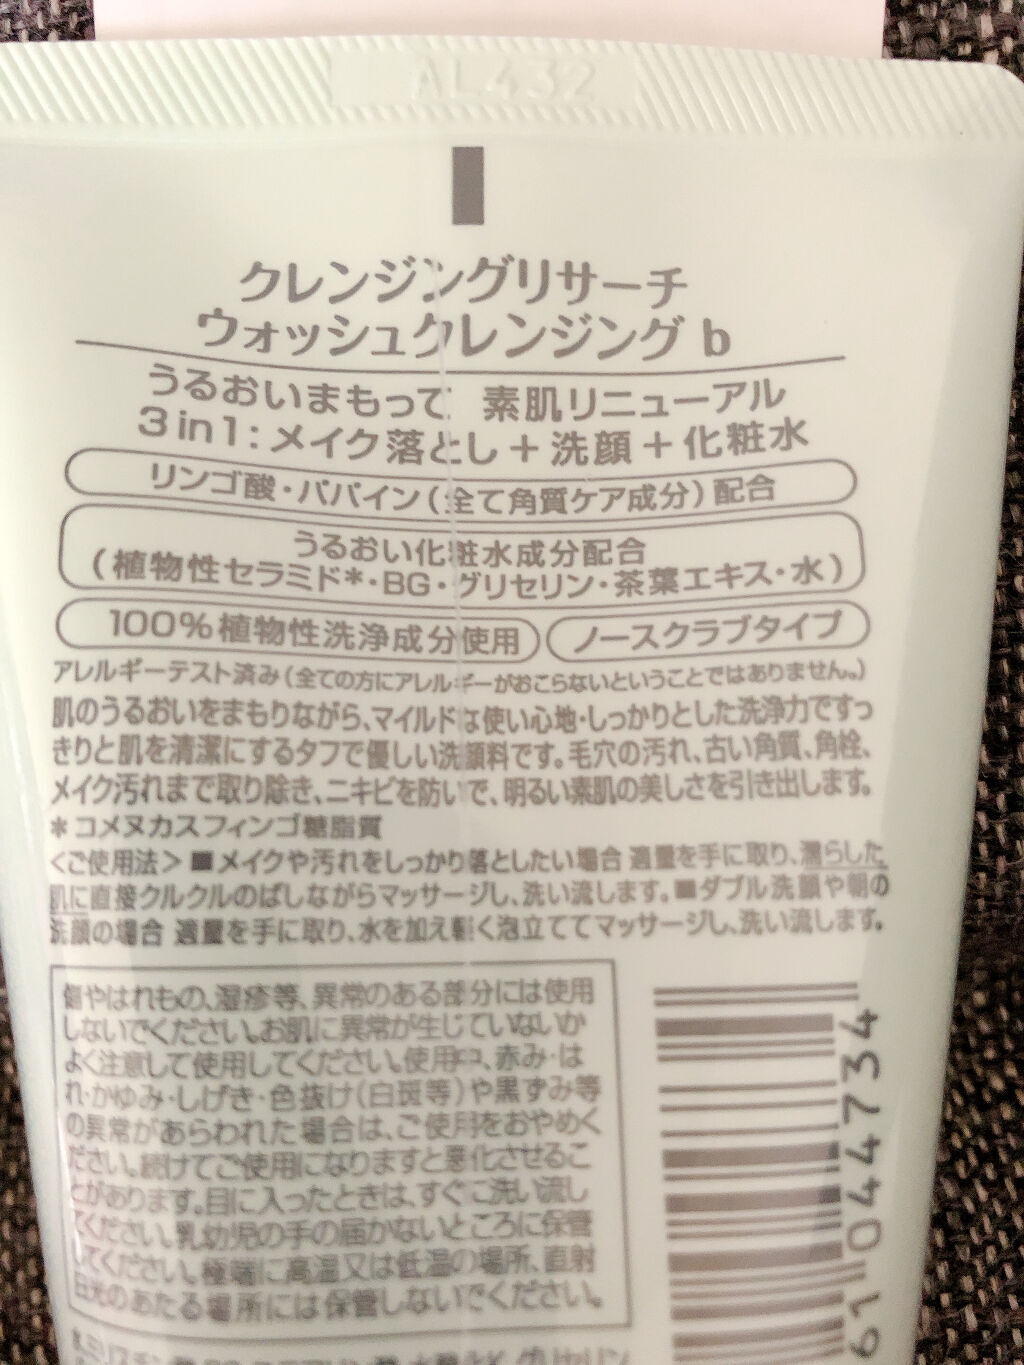 AL432
クレンジングリサーチ
ウォッシュクレンジング b
うるおいまもって 素肌リニューアル
3 in 1:メイク落とし+洗顔+化粧水
リンゴ酸・パパイン(全て角質ケア成分)配合
うるおい化粧水成分配合
(植物性セラミド*・BG・グリセリン・茶葉エキス・水)
100%植物性洗浄成分使用
ノースクラブタイプ
アレルギーテスト済み(全ての方にアレルギーがおこらないということではありません。)
肌のうるおいをまもりながら、マイルドな使い心地・しっかりとした洗浄力ですっ
きりと肌を清潔にするタフで優しい洗顔料です。毛穴の汚れ、古い角質、角栓、
メイク汚れまで取り除き、ニキビを防いで、明るい素肌の美しさを引き出します。
*コメヌカスフィンゴ糖脂質
<ご使用法>■メイクや汚れをしっかり落としたい場合 適量を手に取り、濡らした
肌に直接クルクルのばしながらマッサージし、洗い流します。■ダブル洗顔や朝の
洗顔の場合 適量を手に取り、水を加え軽く泡立ててマッサージし、洗い流します。
傷やはれもの、湿疹等、異常のある部分には使用
しないでください。お肌に異常が生じていないか
よく注意して使用してください。使用中、赤み・は
れ・かゆみ・しげき・色抜け(白斑等)や黒ずみ等
の異常があらわれた場合は、ご使用をおやめく
ださい。続けてご使用になりますと悪化させるこ
とがあります。目に入ったときは、すぐに洗い流し
てください。乳幼児の手の届かないところに保管
してください。極端に高温又は低温の場所、直射
日光のあたる場所には保管しないでください。